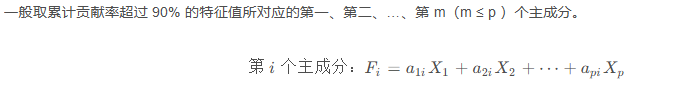 一般取累计贡献率超过 90% 的特征值所对应的第一、第二、…、第 m（m ≤ p ）个主成分。
第 i 个主成分：F_i = a_{1i}X_1 + a_{2i}X_2 + ⋯ + a_{pi}X_p